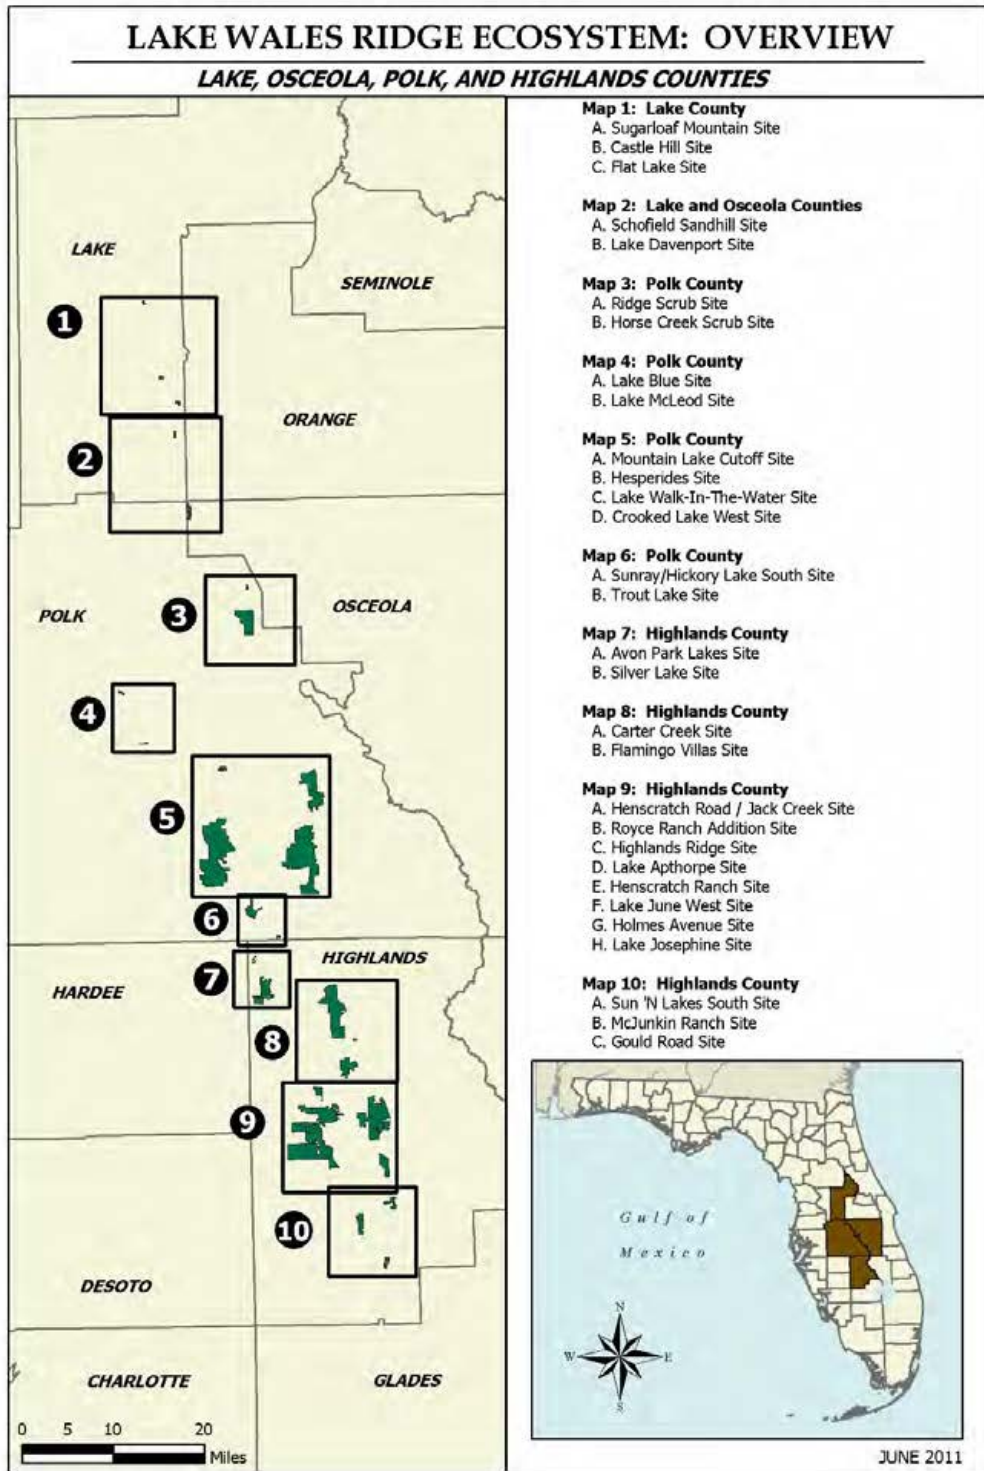 LAKE WALES RIDGE ECOSYSTEM: OVERVIEW
LAKE, OSCEOLA, POLK, AND HIGHLANDS COUNTIES
LAKE
SEMINOLE
1
ORANGE
2
POLK
3
OSCEOLA
4
5
6
HIGHLANDS
HARDEE
7
8
9
10
DESOTO
CHARLOTTE
GLADES
0 5 10 20
Miles
Map 1: Lake County
A. Sugarloaf Mountain Site
B. Castle Hill Site
C. Flat Lake Site
Map 2: Lake and Osceola Counties
A. Schofield Sandhill Site
B. Lake Davenport Site
Map 3: Polk County
A. Ridge Scrub Site
B. Horse Creek Scrub Site
Map 4: Polk County
A. Lake Blue Site
B. Lake McLeod Site
Map 5: Polk County
A. Mountain Lake Cutoff Site
B. Hesperides Site
C. Lake Walk-In-The-Water Site
D. Crooked Lake West Site
Map 6: Polk County
A. Sunray/Hickory Lake South Site
B. Trout Lake Site
Map 7: Highlands County
A. Avon Park Lakes Site
B. Silver Lake Site
Map 8: Highlands County
A. Carter Creek Site
B. Flamingo Villas Site
Map 9: Highlands County
A. Henscratch Road / Jack Creek Site
B. Royce Ranch Addition Site
C. Highlands Ridge Site
D. Lake Apthorpe Site
E. Henscratch Ranch Site
F. Lake June West Site
G. Holmes Avenue Site
H. Lake Josephine Site
Map 10: Highlands County
A. Sun 'N Lakes South Site
B. McJunkin Ranch Site
C. Gould Road Site
Gulf of
Mexico
N
W E
S
JUNE 2011